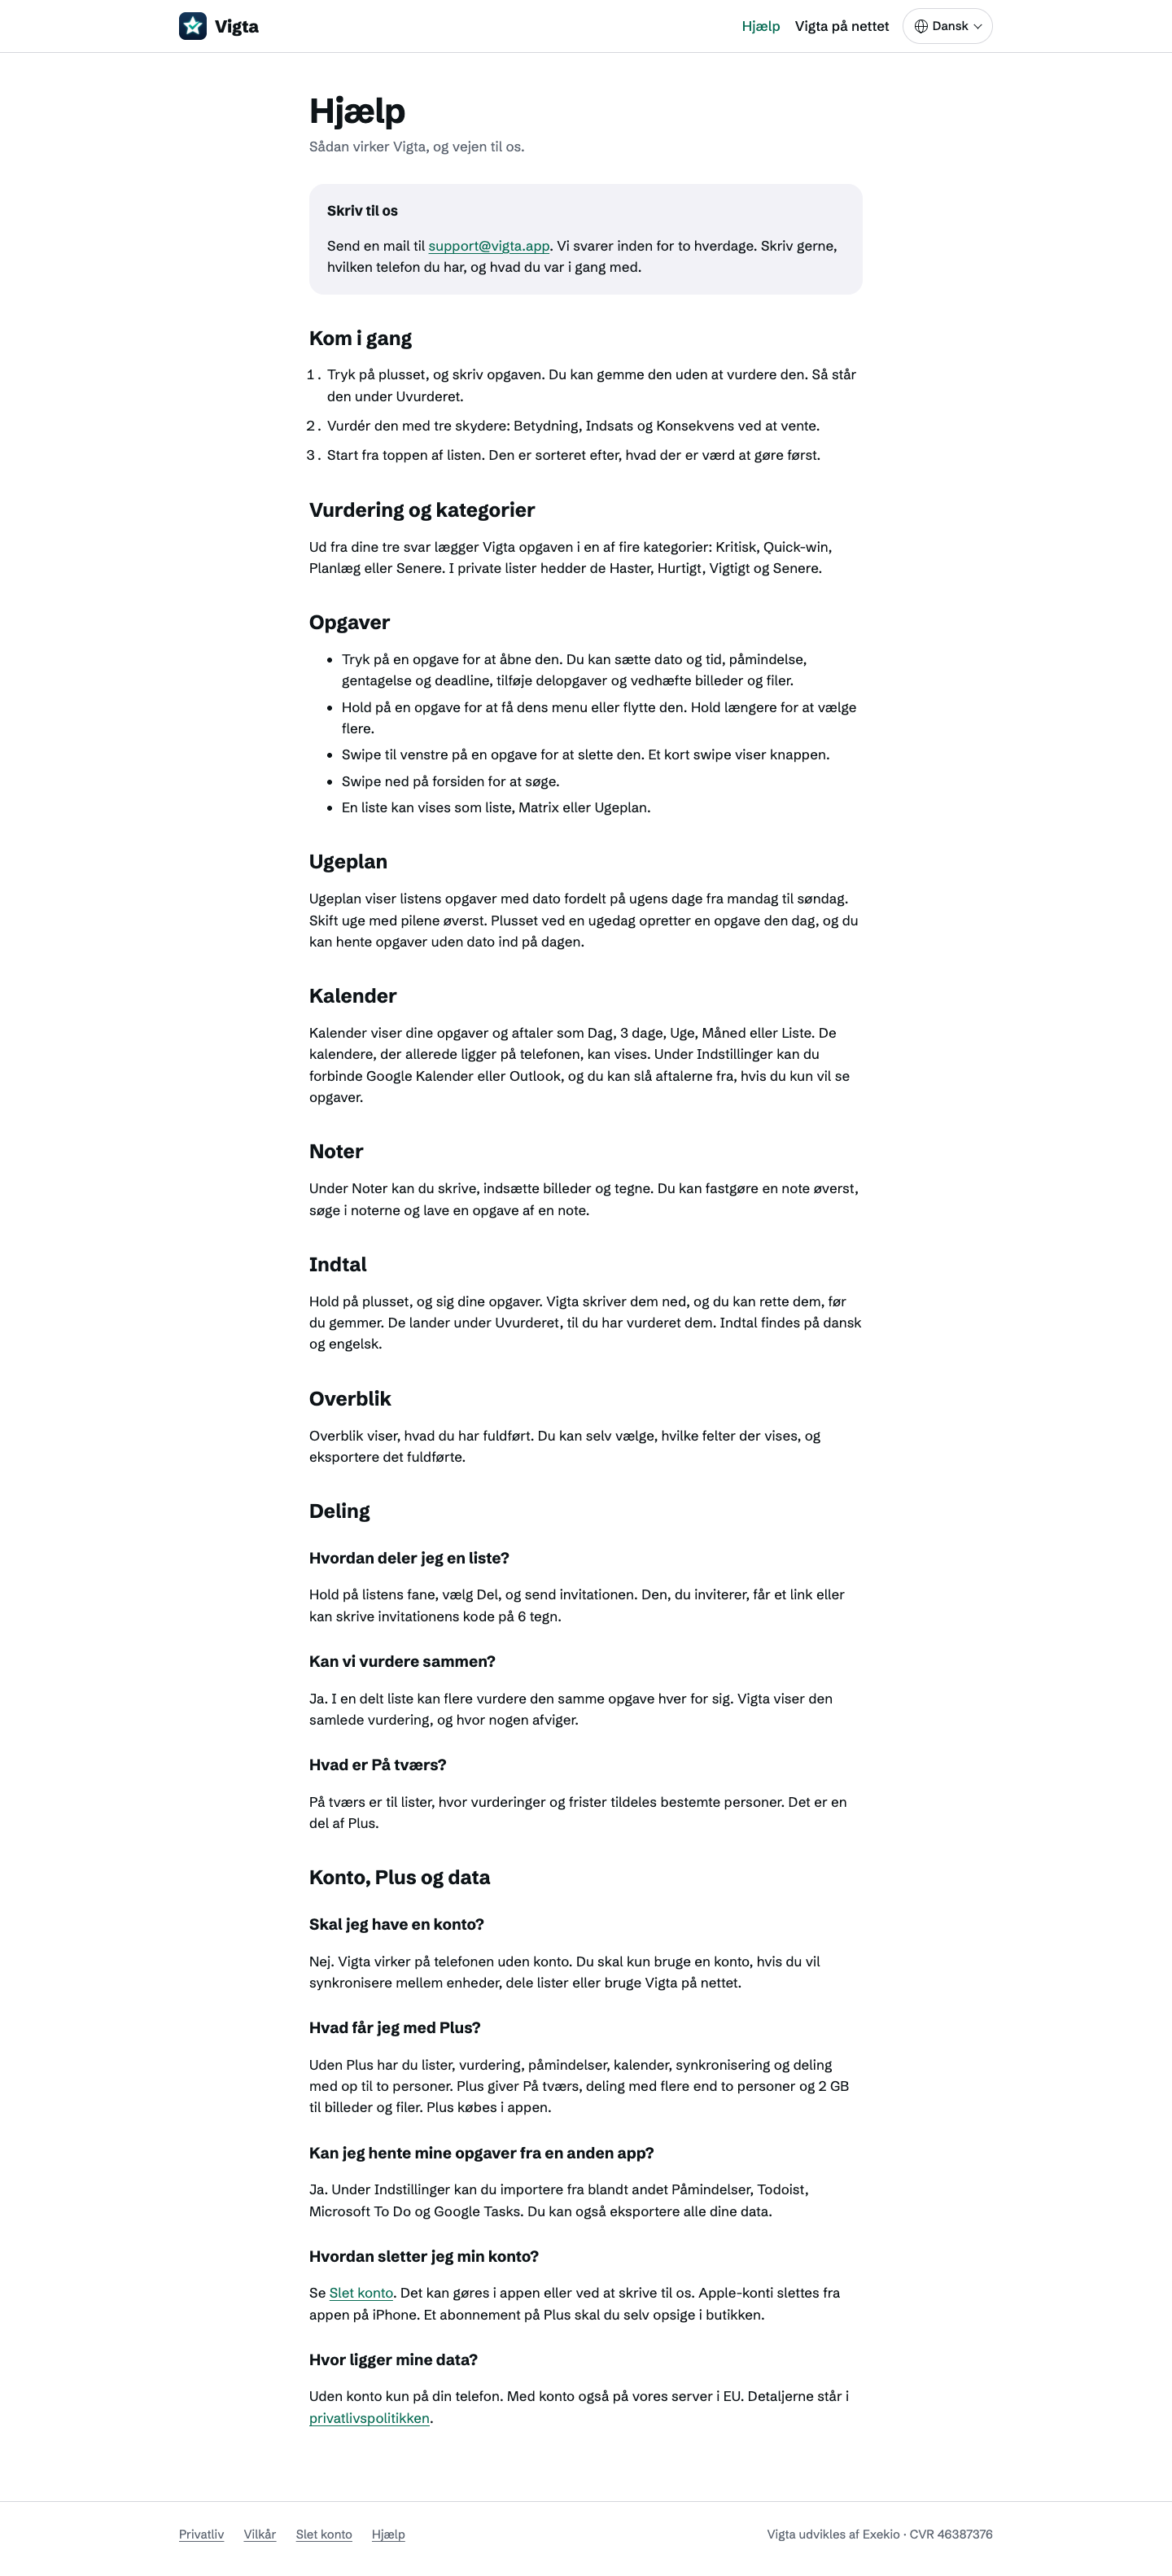 Vigta
Hjælp
Vigta på nettet
Dansk
Hjælp
Sådan virker Vigta, og vejen til os.
Skriv til os
Send en mail til support@vigta.app. Vi svarer inden for to hverdage. Skriv gerne,
hvilken telefon du har, og hvad du var i gang med.
Kom i gang
1. Tryk på plusset, og skriv opgaven. Du kan gemme den uden at vurdere den. Så står
den under Uvurderet.
2. Vurdér den med tre skydere: Betydning, Indsats og Konsekvens ved at vente.
3. Start fra toppen af listen. Den er sorteret efter, hvad der er værd at gøre først.
Vurdering og kategorier
Ud fra dine tre svar lægger Vigta opgaven i en af fire kategorier: Kritisk, Quick-win,
Planlæg eller Senere. I private lister hedder de Haster, Hurtigt, Vigtigt og Senere.
Opgaver
• Tryk på en opgave for at åbne den. Du kan sætte dato og tid, påmindelse,
gentagelse og deadline, tilføje delopgaver og vedhæfte billeder og filer.
• Hold på en opgave for at få dens menu eller flytte den. Hold længere for at vælge
flere.
• Swipe til venstre på en opgave for at slette den. Et kort swipe viser knappen.
• Swipe ned på forsiden for at søge.
• En liste kan vises som liste, Matrix eller Ugeplan.
Ugeplan
Ugeplan viser listens opgaver med dato fordelt på ugens dage fra mandag til søndag.
Skift uge med pilene øverst. Plusset ved en ugedag opretter en opgave den dag, og du
kan hente opgaver uden dato ind på dagen.
Kalender
Kalender viser dine opgaver og aftaler som Dag, 3 dage, Uge, Måned eller Liste. De
kalendere, der allerede ligger på telefonen, kan vises. Under Indstillinger kan du
forbinde Google Kalender eller Outlook, og du kan slå aftalerne fra, hvis du kun vil se
opgaver.
Noter
Under Noter kan du skrive, indsætte billeder og tegne. Du kan fastgøre en note øverst,
søge i noterne og lave en opgave af en note.
Indtal
Hold på plusset, og sig dine opgaver. Vigta skriver dem ned, og du kan rette dem, før
du gemmer. De lander under Uvurderet, til du har vurderet dem. Indtal findes på dansk
og engelsk.
Overblik
Overblik viser, hvad du har fuldført. Du kan selv vælge, hvilke felter der vises, og
eksportere det fuldførte.
Deling
Hvordan deler jeg en liste?
Hold på listens fane, vælg Del, og send invitationen. Den, du inviterer, får et link eller
kan skrive invitationens kode på 6 tegn.
Kan vi vurdere sammen?
Ja. I en delt liste kan flere vurdere den samme opgave hver for sig. Vigta viser den
samlede vurdering, og hvor nogen afviger.
Hvad er På tværs?
På tværs er til lister, hvor vurderinger og frister tildeles bestemte personer. Det er en
del af Plus.
Konto, Plus og data
Skal jeg have en konto?
Nej. Vigta virker på telefonen uden konto. Du skal kun bruge en konto, hvis du vil
synkronisere mellem enheder, dele lister eller bruge Vigta på nettet.
Hvad får jeg med Plus?
Uden Plus har du lister, vurdering, påmindelser, kalender, synkronisering og deling
med op til to personer. Plus giver På tværs, deling med flere end to personer og 2 GB
til billeder og filer. Plus købes i appen.
Kan jeg hente mine opgaver fra en anden app?
Ja. Under Indstillinger kan du importere fra blandt andet Påmindelser, Todoist,
Microsoft To Do og Google Tasks. Du kan også eksportere alle dine data.
Hvordan sletter jeg min konto?
Se Slet konto. Det kan gøres i appen eller ved at skrive til os. Apple-konti slettes fra
appen på iPhone. Et abonnement på Plus skal du selv opsige i butikken.
Hvor ligger mine data?
Uden konto kun på din telefon. Med konto også på vores server i EU. Detaljerne står i
privatlivspolitikken.
Privatliv
Vilkår
Slet konto
Hjælp
Vigta udvikles af Exekio · CVR 46387376